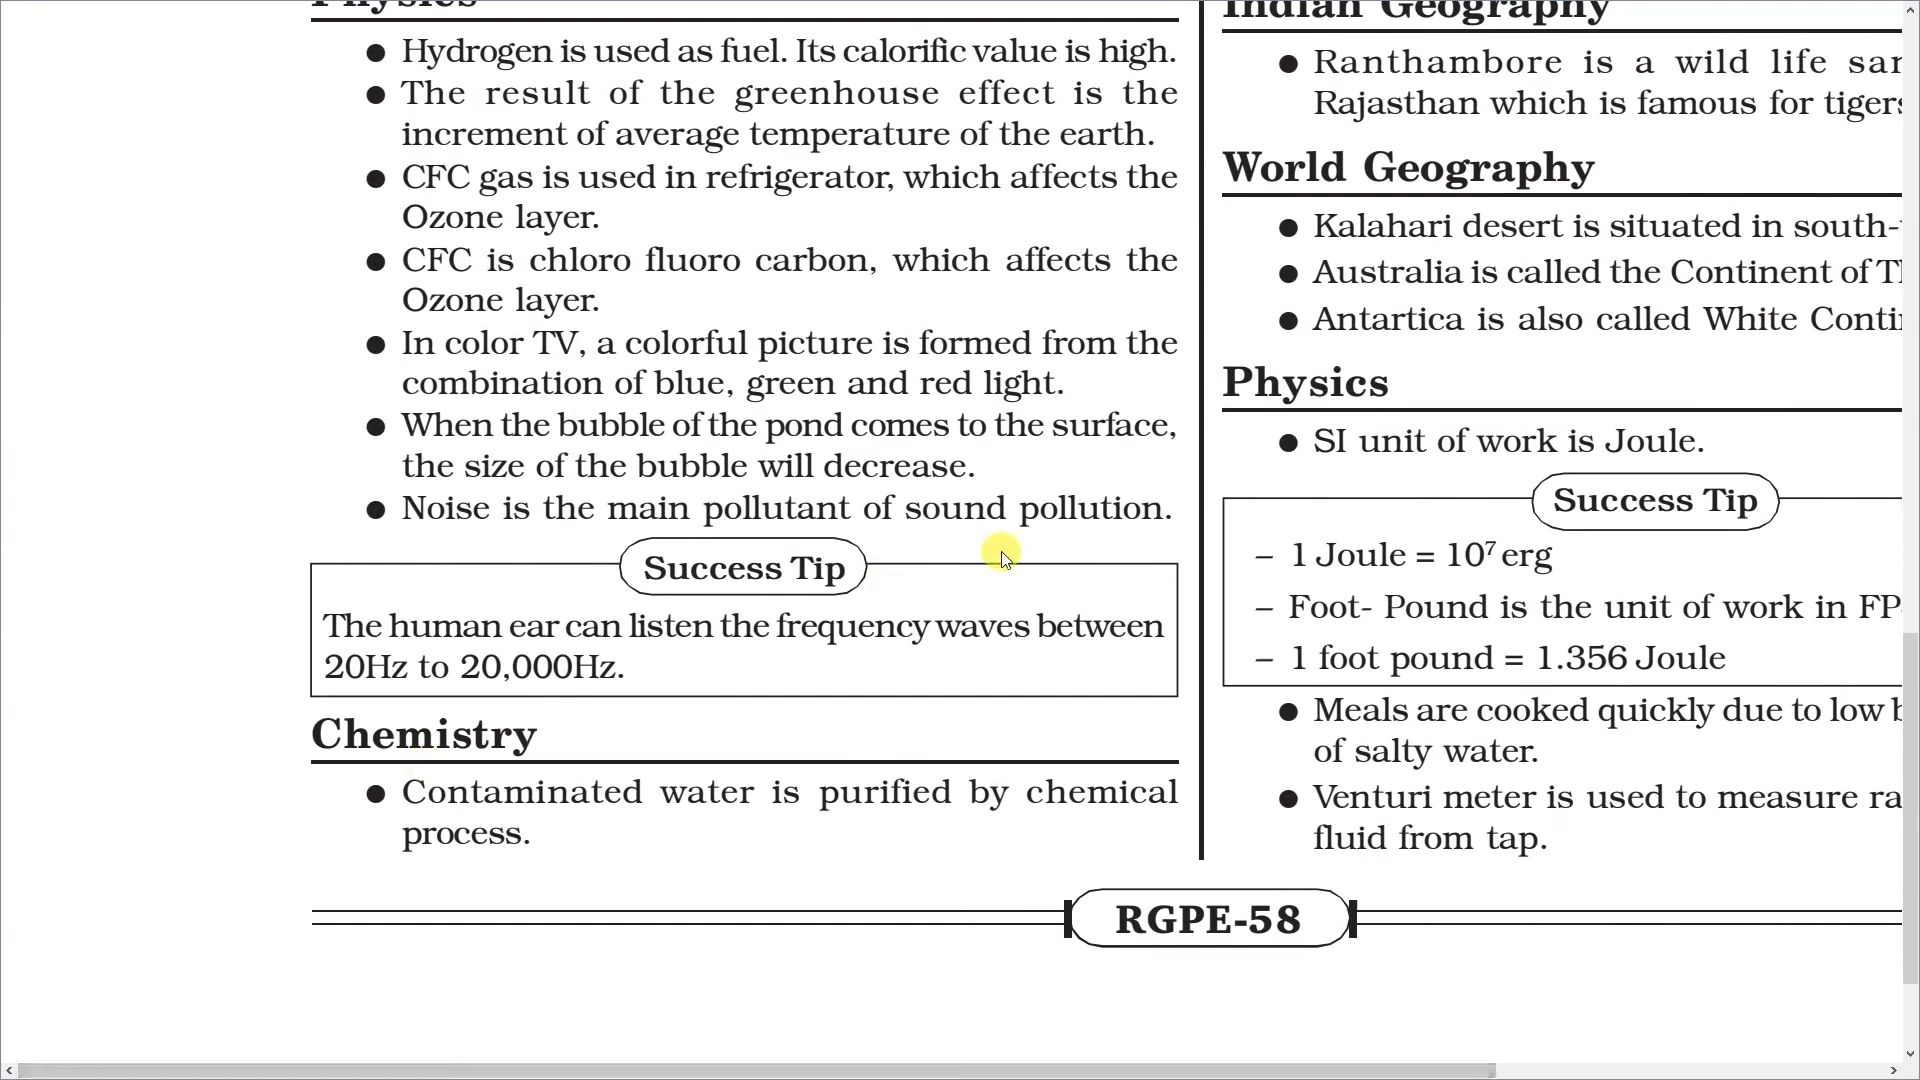 Physics
● Hydrogen is used as fuel. Its calorific value is high.
● The result of the greenhouse effect is the
increment of average temperature of the earth.
● CFC gas is used in refrigerator, which affects the
Ozone layer.
● CFC is chloro fluoro carbon, which affects the
Ozone layer.
● In color TV, a colorful picture is formed from the
combination of blue, green and red light.
● When the bubble of the pond comes to the surface,
the size of the bubble will decrease.
● Noise is the main pollutant of sound pollution.
Success Tip
The human ear can listen the frequency waves between
20Hz to 20,000Hz.
Chemistry
● Contaminated water is purified by chemical
process.
Indian Geography
● Ranthambore is a wild life
Rajasthan which is famous for tigers
World Geography
● Kalahari desert is situated in south-
● Australia is called the Continent of
● Antartica is also called White
Physics
● SI unit of work is Joule.
Success Tip
– 1 Joule = 10⁷ erg
– Foot- Pound is the unit of work in
– 1 foot pound = 1.356 Joule
● Meals are cooked quickly due to low
of salty water.
● Venturi meter is used to measure
fluid from tap.
RGPE-58